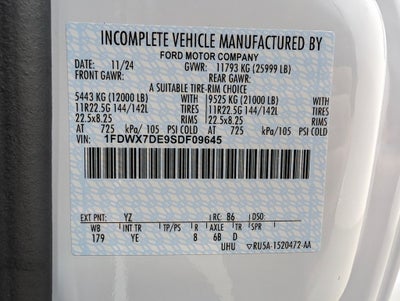 INCOMPLETE VEHICLE MANUFACTURED BY
FORD MOTOR COMPANY
DATE: 11/24 GVWR: 11793 KG (25999 LB)
FRONT GAWR: REAR GAWR:
A SUITABLE TIRE-RIM CHOICE
5443 KG (12000 LB) WITH 9525 KG (21000 LB) WITH
11R22.5G 144/142L TIRES 11R22.5G 144/142L TIRES
22.5x8.25 RIMS 22.5x8.25 RIMS
AT 725 kPa/105 PSI COLD AT 725 kPa/105 PSI COLD
VIN: 1FDWX7DE9SDF09645
EXT PNT: YZ RC: 86 DSO:
WB INT TR TP/PS R AXLE TR SPR
179 YE 8 6B D
UHU ▽RU5A-1520472-AA